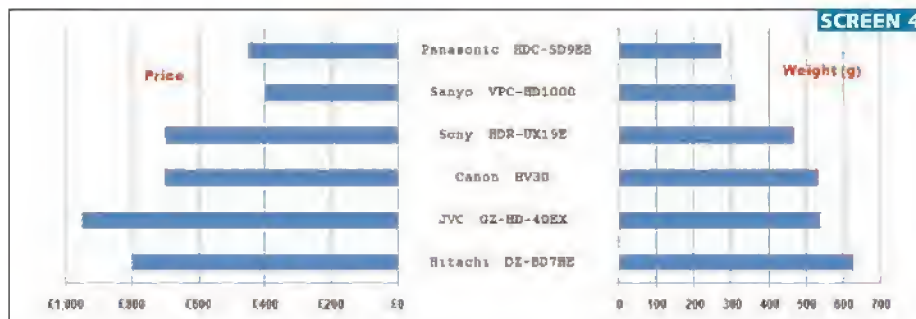 SCREEN 4
Price
Weight (g)
Panasonic HDC-SD9EB
Sanyo VPC-HD1000
Sony HDR-UX19E
Canon HV30
JVC GZ-HD-40EX
Hitachi DZ-BD7HE
£1,000 £800 £600 £400 £200 £0
0 100 200 300 400 500 600 700